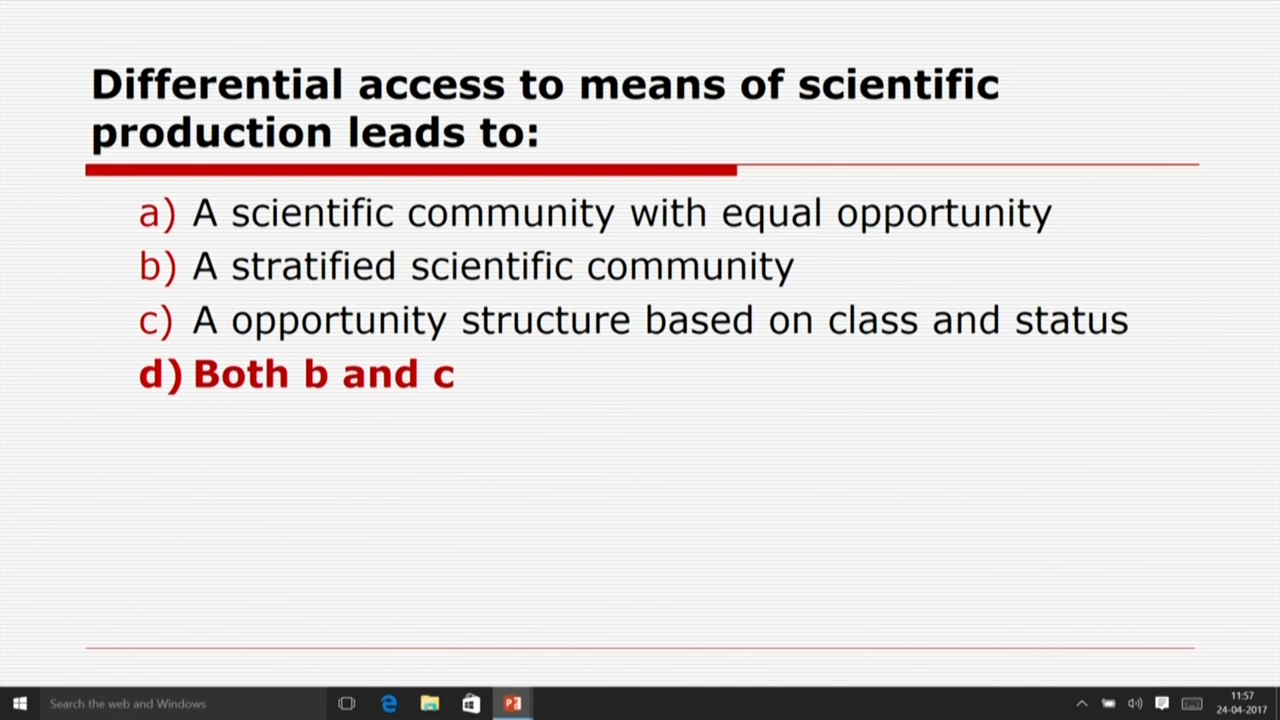 Differential access to means of scientific
production leads to:
a) A scientific community with equal opportunity
b) A stratified scientific community
c) A opportunity structure based on class and status
d) Both b and c
Search the web and Windows
11:57
24-04-2017